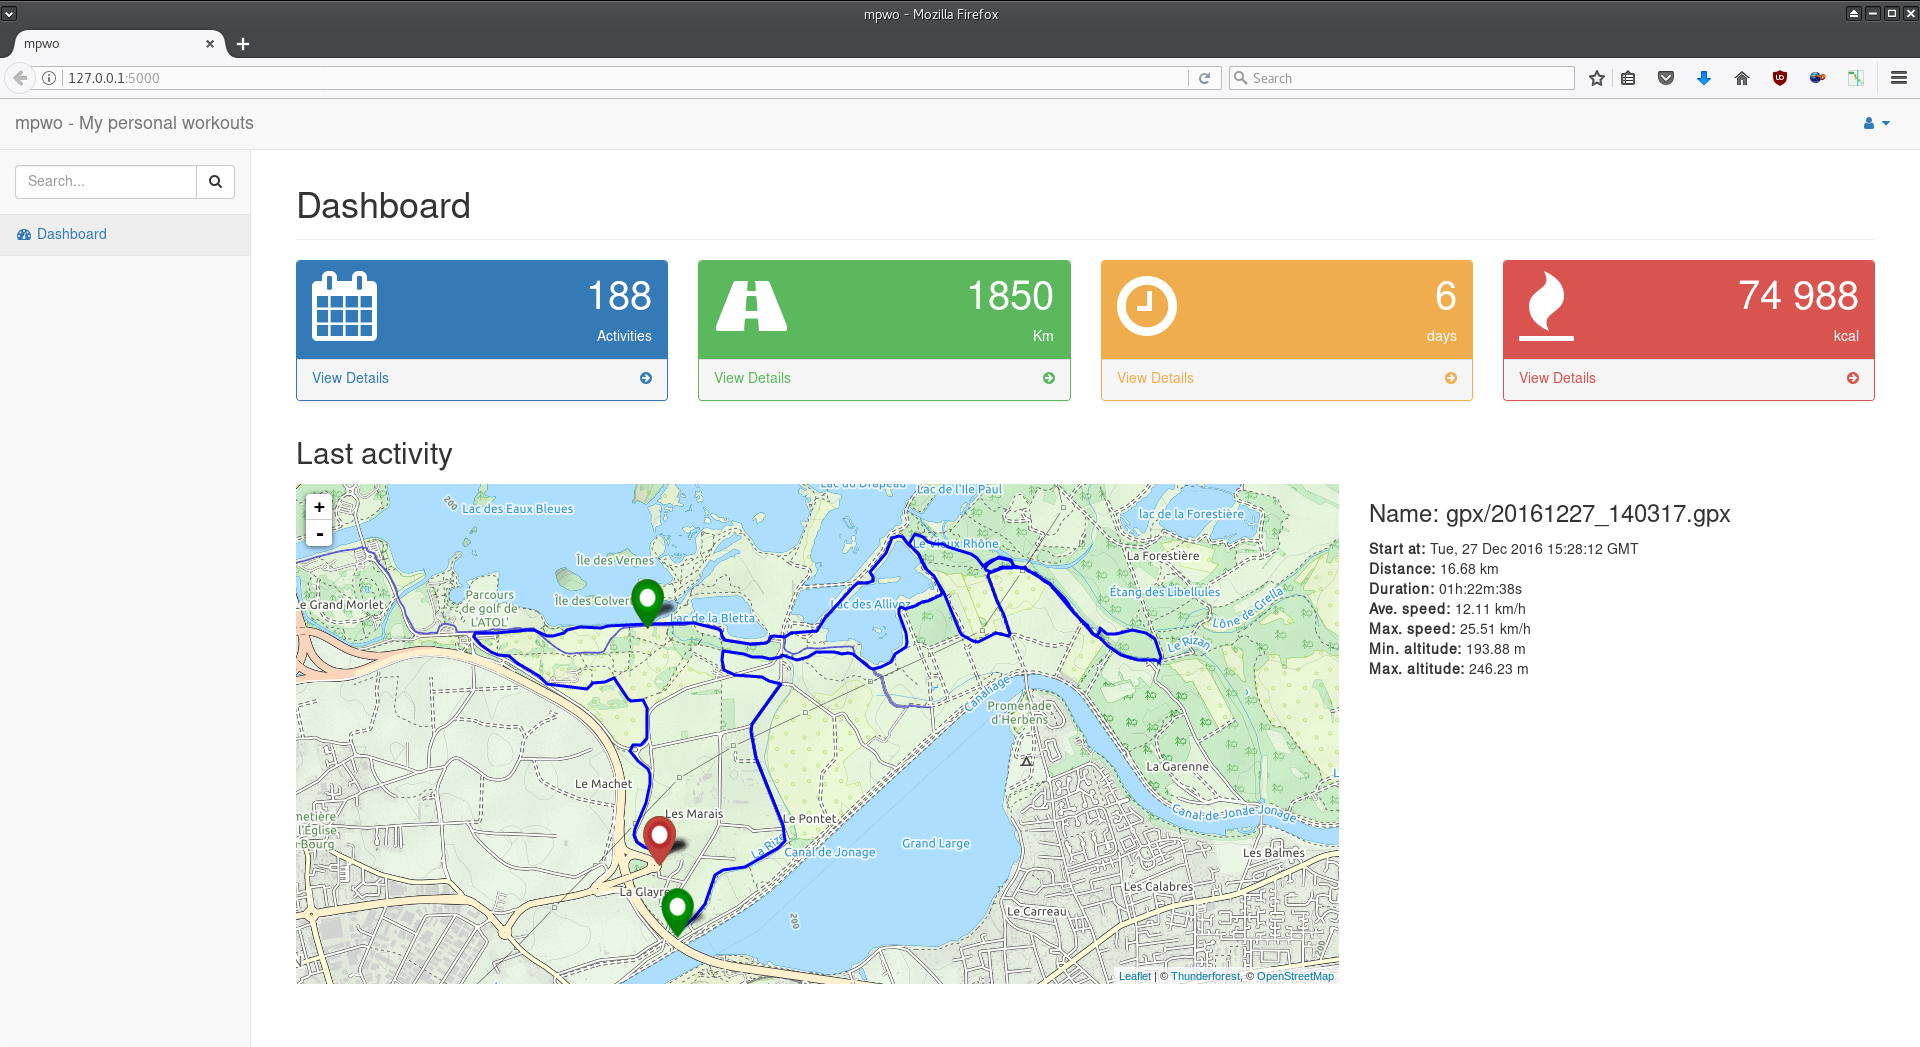 mpwo - Mozilla Firefox
mpwo
127.0.0.1:5000
Search
mpwo - My personal workouts
Search...
Dashboard
Dashboard
188
Activities
View Details
1850
Km
View Details
6
days
View Details
74 988
kcal
View Details
Last activity
+
-
Lac du Drapeau
Lac de l'Ile Paul
200
Lac des Eaux Bleues
lac de la Forestière
Le Vieux Rhône
La Forestière
Île des Vernes
Parcours
de golf de
L'ATOL'
Île des Colver
Le Grand Morlet
Lac de la Bletta
Lac des Allivoz
Étang des Libellules
Lône de Grella
Le Rizan
Canal
Promenade
d'Herbens
La Garenne
Le Machet
Les Marais
Le Pontet
Canal de Jonage
La Rize
Canal de Jonage
Grand Large
metière
l'Église
-Bourg
Les Balmes
La Glayre
Les Calabres
Le Carreau
200
Leaflet | © Thunderforest, © OpenStreetMap
Name: gpx/20161227_140317.gpx
Start at: Tue, 27 Dec 2016 15:28:12 GMT
Distance: 16.68 km
Duration: 01h:22m:38s
Ave. speed: 12.11 km/h
Max. speed: 25.51 km/h
Min. altitude: 193.88 m
Max. altitude: 246.23 m